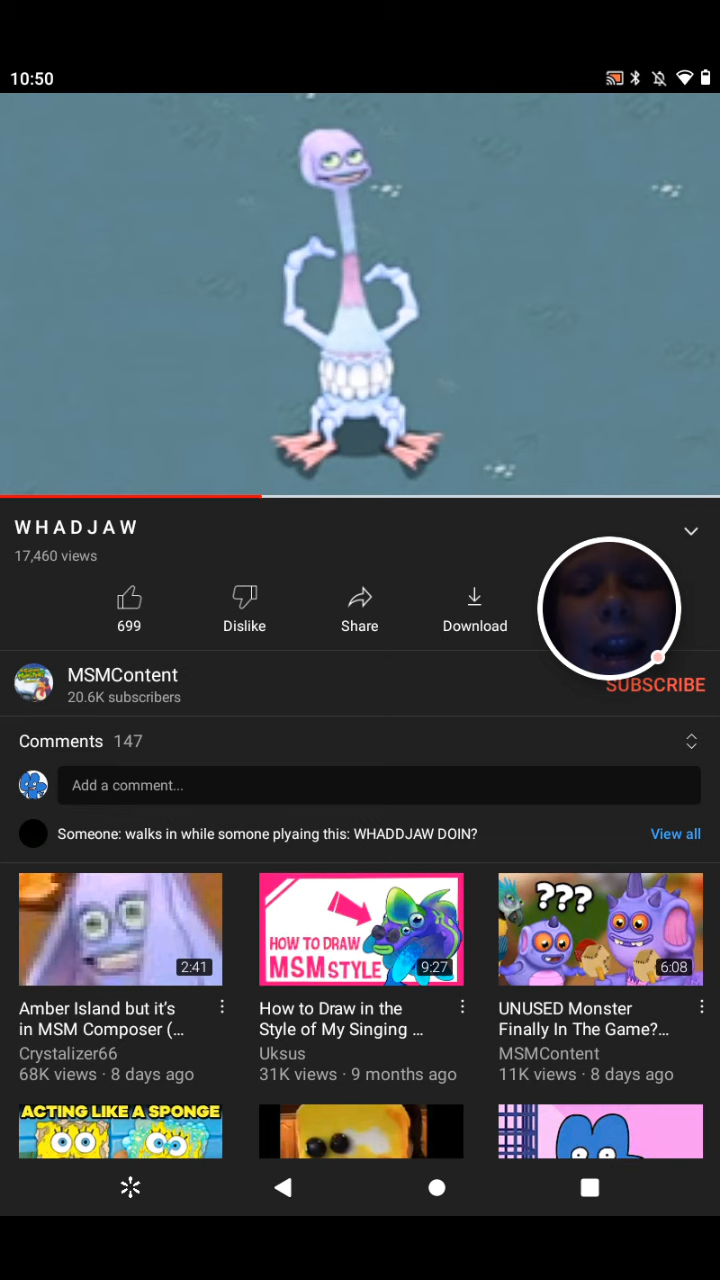 10:50
W H A D J A W
17,460 views
699
Dislike
Share
Download
MSMContent
20.6K subscribers
SUBSCRIBE
Comments 147
Add a comment...
Someone: walks in while somone plyaing this: WHADDJAW DOIN?
View all
2:41
HOW TO DRAW
MSM STYLE
9:27
???
6:08
Amber Island but it's
in MSM Composer (...
Crystalizer66
68K views · 8 days ago
How to Draw in the
Style of My Singing ...
Uksus
31K views · 9 months ago
UNUSED Monster
Finally In The Game?...
MSMContent
11K views · 8 days ago
ACTING LIKE A SPONGE